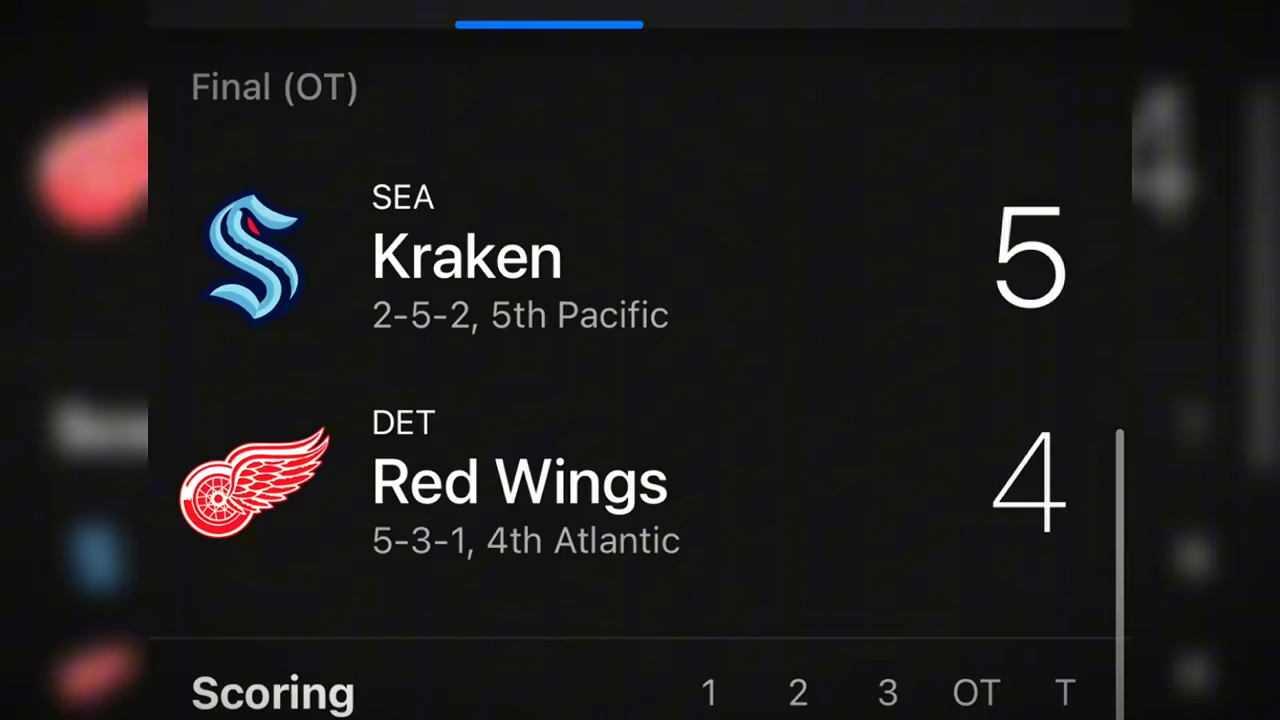 Final (OT)
SEA
Kraken
5
2-5-2, 5th Pacific
DET
Red Wings
4
5-3-1, 4th Atlantic
Scoring 1 2 3 OT T